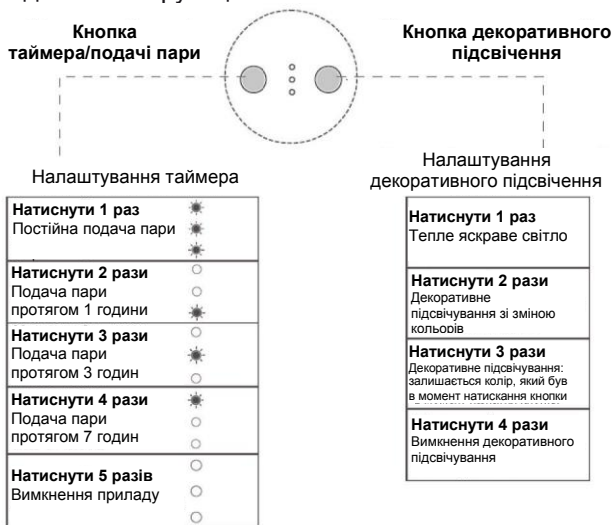 Кнопка
таймера/подачі пари
Кнопка декоративного
підсвічення
Налаштування таймера
Натиснути 1 раз
Постійна подача пари
Натиснути 2 рази
Подача пари
протягом 1 години
Натиснути 3 рази
Подача пари
протягом 3 годин
Натиснути 4 рази
Подача пари
протягом 7 годин
Натиснути 5 разів
Вимкнення приладу
Налаштування
декоративного підсвічення
Натиснути 1 раз
Тепле яскраве світло
Натиснути 2 рази
Декоративне
підсвічування зі зміною
кольорів
Натиснути 3 рази
Декоративне підсвічування:
залишається колір, який був
в момент натискання кнопки
Натиснути 4 рази
Вимкнення декоративного
підсвічування